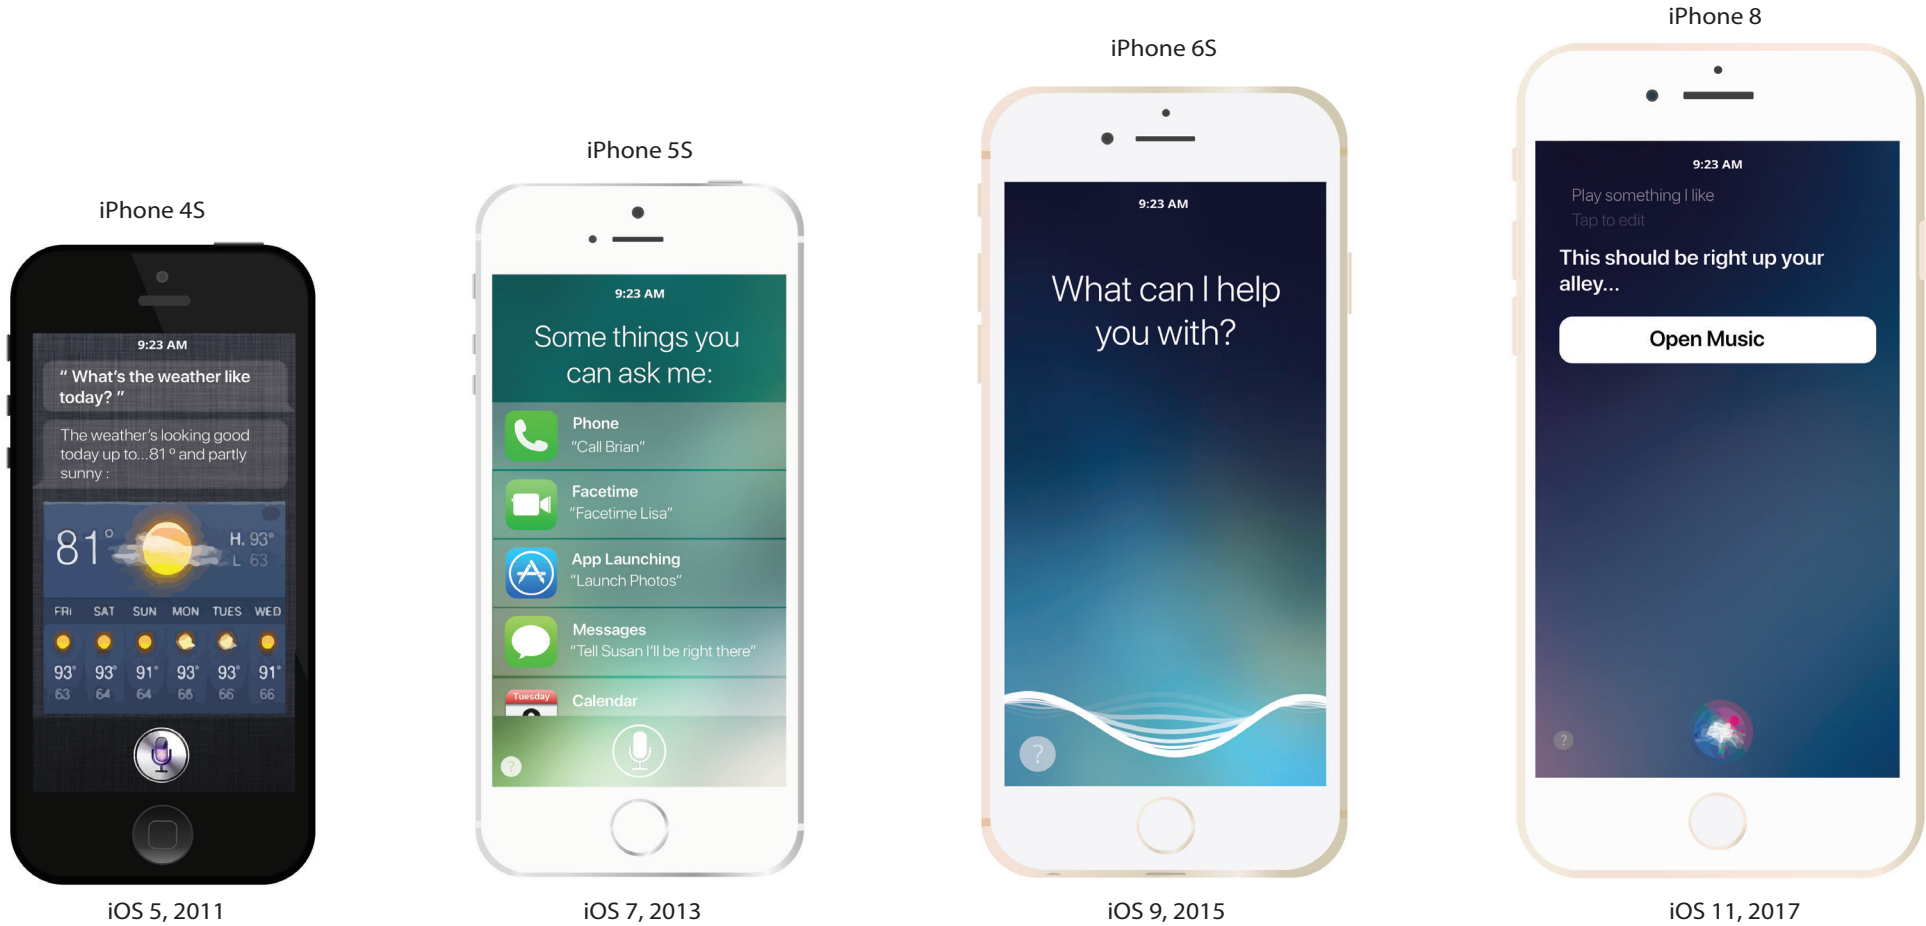 iPhone 4S
9:23 AM
“ What’s the weather like
today? ”
The weather’s looking good
today up to...81 º and partly
sunny :
81°
H. 93°
L 63
FRI SAT SUN MON TUES WED
93° 93° 91° 93° 93° 91°
63 64 64 66 66 66
iOS 5, 2011
iPhone 5S
9:23 AM
Some things you
can ask me:
Phone
“Call Brian”
Facetime
“Facetime Lisa”
App Launching
“Launch Photos”
Messages
“Tell Susan I’ll be right there”
Tuesday
Calendar
?
iOS 7, 2013
iPhone 6S
9:23 AM
What can I help
you with?
?
iOS 9, 2015
iPhone 8
9:23 AM
Play something I like
Tap to edit
This should be right up your
alley...
Open Music
?
iOS 11, 2017